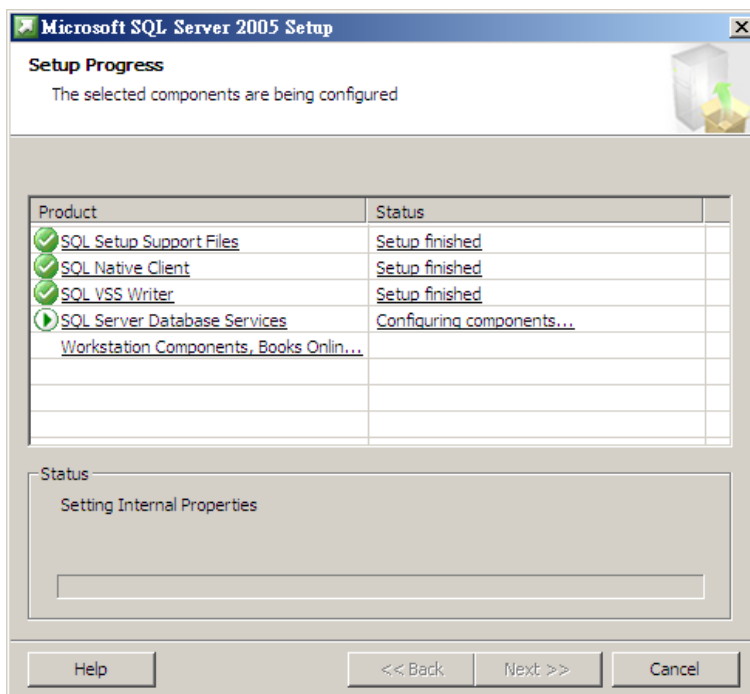 Microsoft SQL Server 2005 Setup
Setup Progress
The selected components are being configured
Product Status
SQL Setup Support Files Setup finished
SQL Native Client Setup finished
SQL VSS Writer Setup finished
SQL Server Database Services Configuring components...
Workstation Components, Books Onlin...
Status
Setting Internal Properties
Help << Back Next >> Cancel